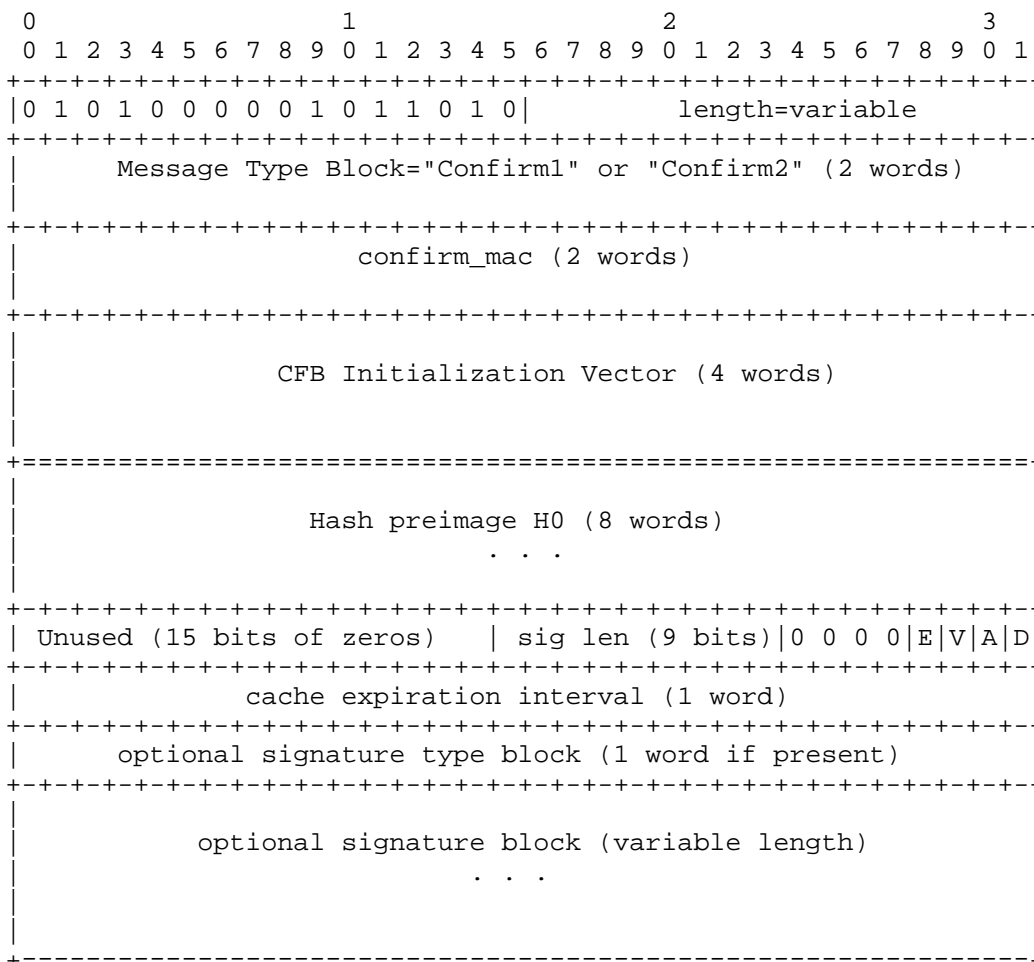 0                   1                   2                   3
0 1 2 3 4 5 6 7 8 9 0 1 2 3 4 5 6 7 8 9 0 1 2 3 4 5 6 7 8 9 0 1
+-+-+-+-+-+-+-+-+-+-+-+-+-+-+-+-+-+-+-+-+-+-+-+-+-+-+-+-+-+-+-+-
|0 1 0 1 0 0 0 0 0 1 0 1 1 0 1 0|         length=variable
+-+-+-+-+-+-+-+-+-+-+-+-+-+-+-+-+-+-+-+-+-+-+-+-+-+-+-+-+-+-+-+-
|      Message Type Block="Confirm1" or "Confirm2" (2 words)
|
+-+-+-+-+-+-+-+-+-+-+-+-+-+-+-+-+-+-+-+-+-+-+-+-+-+-+-+-+-+-+-+-
|                     confirm_mac (2 words)
|
+-+-+-+-+-+-+-+-+-+-+-+-+-+-+-+-+-+-+-+-+-+-+-+-+-+-+-+-+-+-+-+-
|
|                CFB Initialization Vector (4 words)
|
|
+===============================================================
|
|                  Hash preimage H0 (8 words)
|                             . . .
|
+-+-+-+-+-+-+-+-+-+-+-+-+-+-+-+-+-+-+-+-+-+-+-+-+-+-+-+-+-+-+-+-
| Unused (15 bits of zeros)   | sig len (9 bits)|0 0 0 0|E|V|A|D
+-+-+-+-+-+-+-+-+-+-+-+-+-+-+-+-+-+-+-+-+-+-+-+-+-+-+-+-+-+-+-+-
|              cache expiration interval (1 word)
+-+-+-+-+-+-+-+-+-+-+-+-+-+-+-+-+-+-+-+-+-+-+-+-+-+-+-+-+-+-+-+-
|      optional signature type block (1 word if present)
+-+-+-+-+-+-+-+-+-+-+-+-+-+-+-+-+-+-+-+-+-+-+-+-+-+-+-+-+-+-+-+-
|
|           optional signature block (variable length)
|                            . . .
|
|
+---------------------------------------------------------------